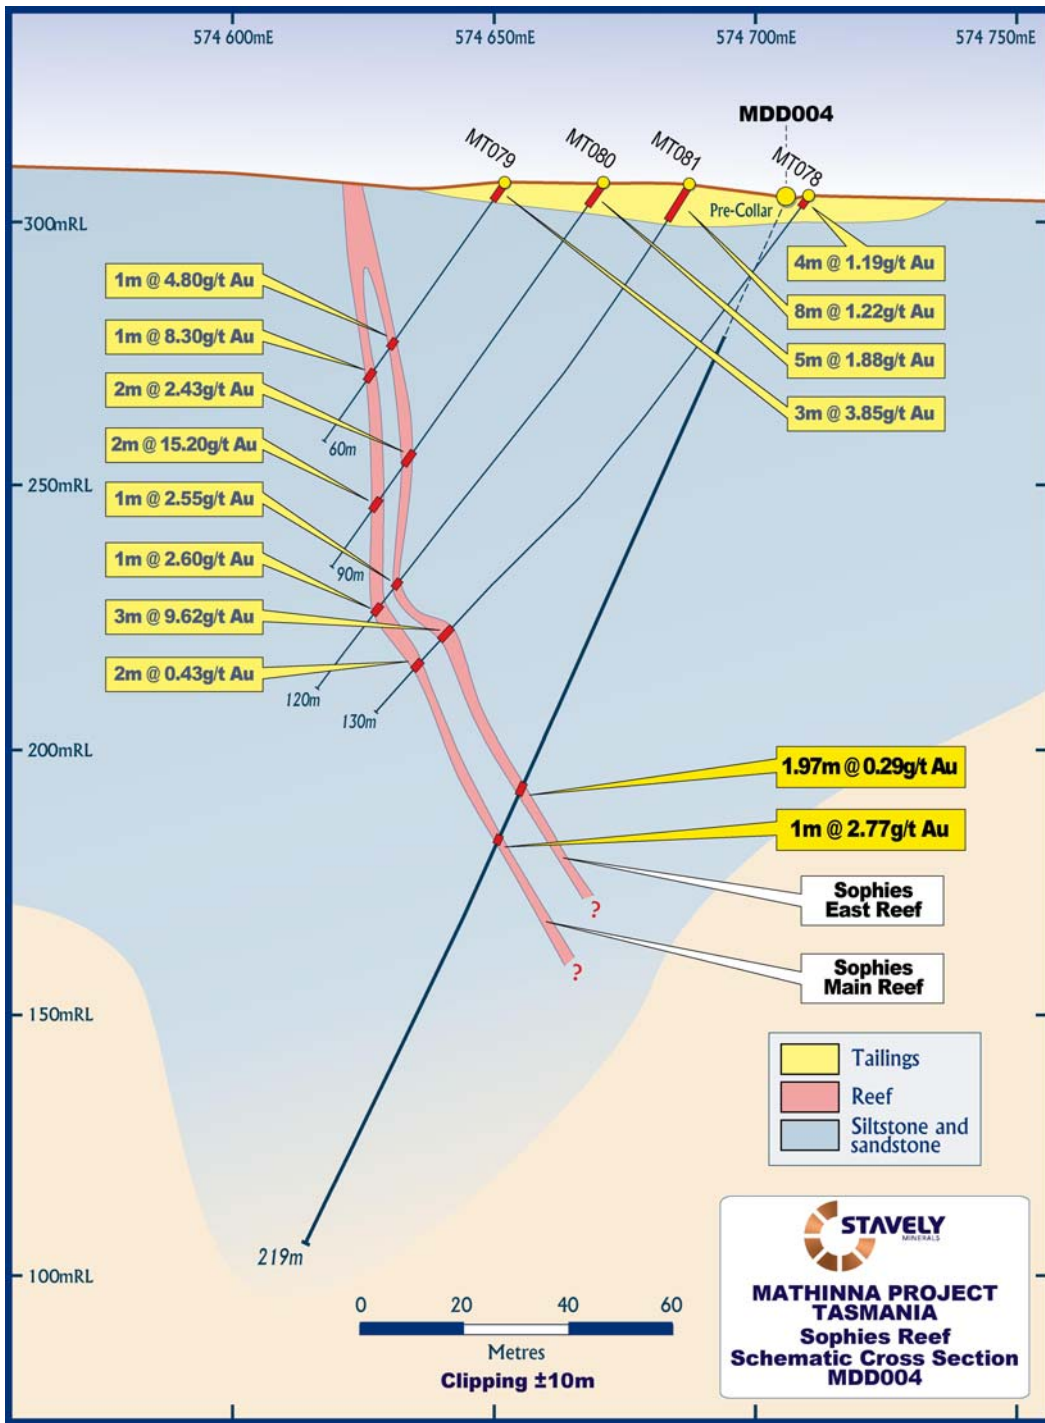 574 600mE
574 650mE
574 700mE
574 750mE
MDD004
MT079
MT080
MT081
MT078
Pre-Collar
300mRL
250mRL
200mRL
150mRL
100mRL
4m @ 1.19g/t Au
8m @ 1.22g/t Au
5m @ 1.88g/t Au
3m @ 3.85g/t Au
1m @ 4.80g/t Au
1m @ 8.30g/t Au
2m @ 2.43g/t Au
2m @ 15.20g/t Au
1m @ 2.55g/t Au
1m @ 2.60g/t Au
3m @ 9.62g/t Au
2m @ 0.43g/t Au
60m
90m
120m
130m
1.97m @ 0.29g/t Au
1m @ 2.77g/t Au
Sophies
East Reef
?
Sophies
Main Reef
?
219m
Tailings
Reef
Siltstone and
sandstone
0 20 40 60
Metres
Clipping ±10m
STAVELY
MINERALS
MATHINNA PROJECT
TASMANIA
Sophies Reef
Schematic Cross Section
MDD004